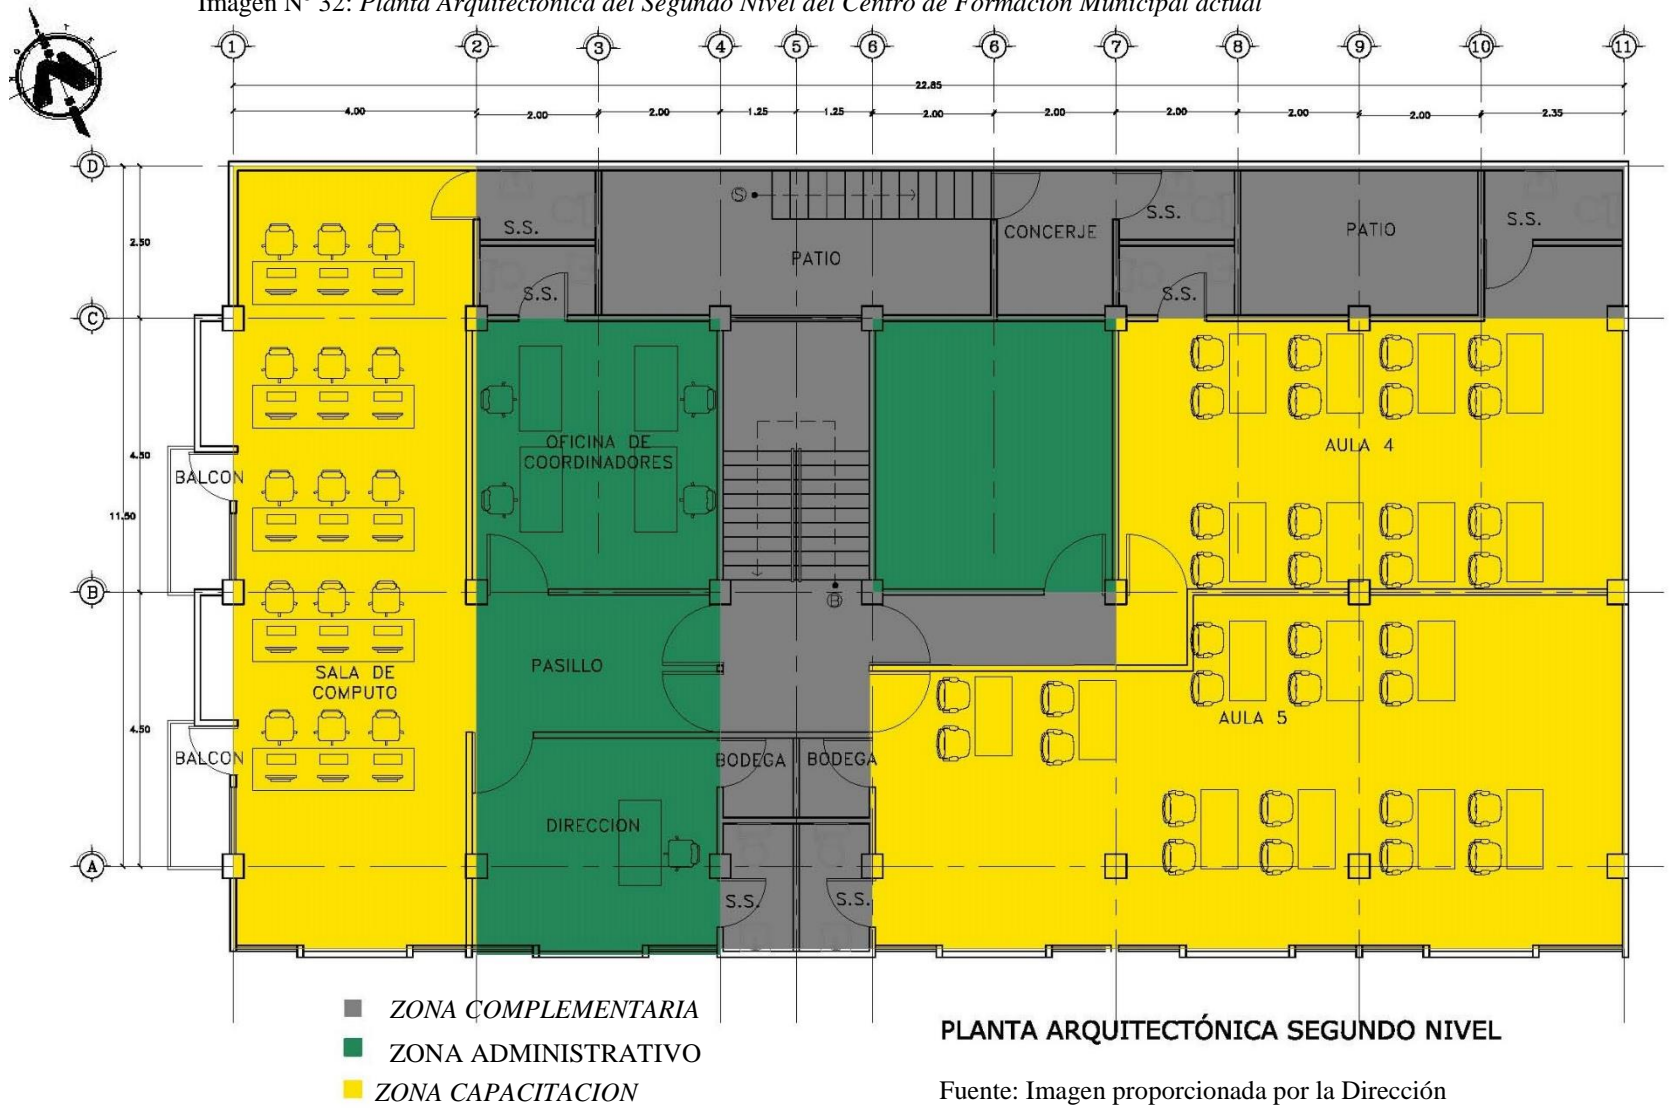 Imagen N° 32: Planta Arquitectónica del Segundo Nivel del Centro de Formación Municipal actual
1 2 3 4 5 6 6 7 8 9 10 11
22.85
4.00 2.00 2.00 1.25 1.25 2.00 2.00 2.00 2.00 2.00 2.35
D
S
S.S.
S.S.
S.S.
CONCERJE
PATIO
2.50
PATIO
S.S.
S.S.
C
AULA 4
OFICINA DE
COORDINADORES
4.50
BALCON
11.50
B
B
PASILLO
SALA DE
COMPUTO
AULA 5
4.50
BALCON
BODEGA
BODEGA
DIRECCION
A
S.S.
S.S.
ZONA COMPLEMENTARIA
ZONA ADMINISTRATIVO
ZONA CAPACITACION
PLANTA ARQUITECTÓNICA SEGUNDO NIVEL
Fuente: Imagen proporcionada por la Dirección